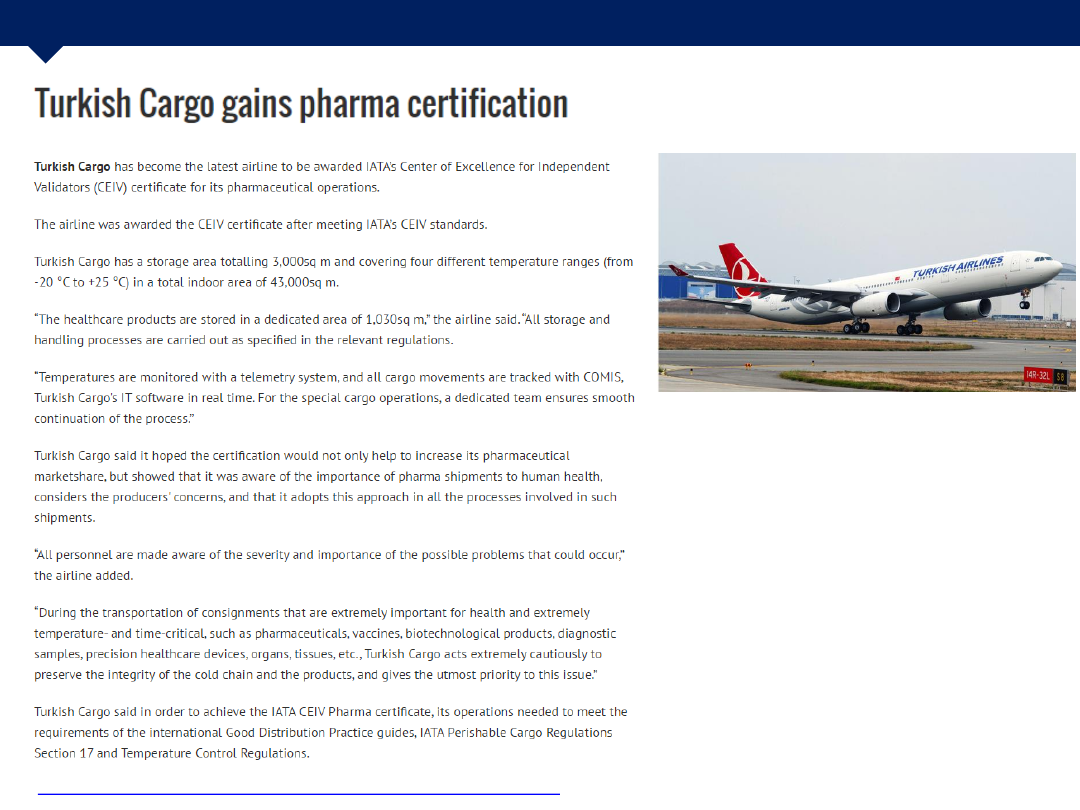 Turkish Cargo gains pharma certification
Turkish Cargo has become the latest airline to be awarded IATA's Center of Excellence for Independent
Validators (CEIV) certificate for its pharmaceutical operations.
The airline was awarded the CEIV certificate after meeting IATA's CEIV standards.
Turkish Cargo has a storage area totalling 3,000sq m and covering four different temperature ranges (from
-20 °C to +25 °C) in a total indoor area of 43,000sq m.
“The healthcare products are stored in a dedicated area of 1,030sq m,” the airline said. “All storage and
handling processes are carried out as specified in the relevant regulations.
“Temperatures are monitored with a telemetry system, and all cargo movements are tracked with COMIS,
Turkish Cargo's IT software in real time. For the special cargo operations, a dedicated team ensures smooth
continuation of the process.”
Turkish Cargo said it hoped the certification would not only help to increase its pharmaceutical
marketshare, but showed that it was aware of the importance of pharma shipments to human health,
considers the producers' concerns, and that it adopts this approach in all the processes involved in such
shipments.
“All personnel are made aware of the severity and importance of the possible problems that could occur,”
the airline added.
“During the transportation of consignments that are extremely important for health and extremely
temperature- and time-critical, such as pharmaceuticals, vaccines, biotechnological products, diagnostic
samples, precision healthcare devices, organs, tissues, etc., Turkish Cargo acts extremely cautiously to
preserve the integrity of the cold chain and the products, and gives the utmost priority to this issue.”
Turkish Cargo said in order to achieve the IATA CEIV Pharma certificate, its operations needed to meet the
requirements of the international Good Distribution Practice guides, IATA Perishable Cargo Regulations
Section 17 and Temperature Control Regulations.
TURKISH AIRLINES
14R-32L S8